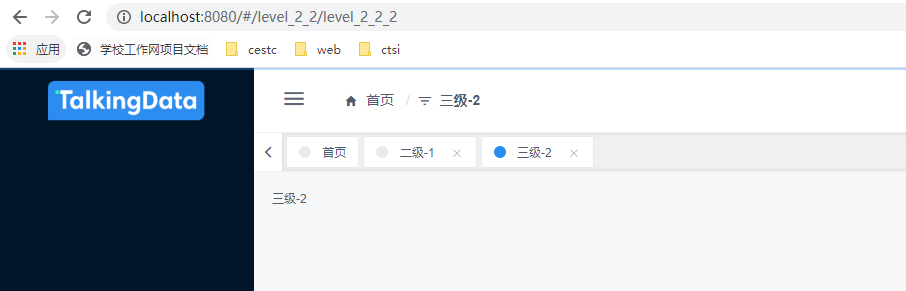 localhost:8080/#/level_2_2/level_2_2_2
应用 学校工作网项目文档 cestc web ctsi
TalkingData
首页 / 三级-2
首页 二级-1 三级-2
三级-2